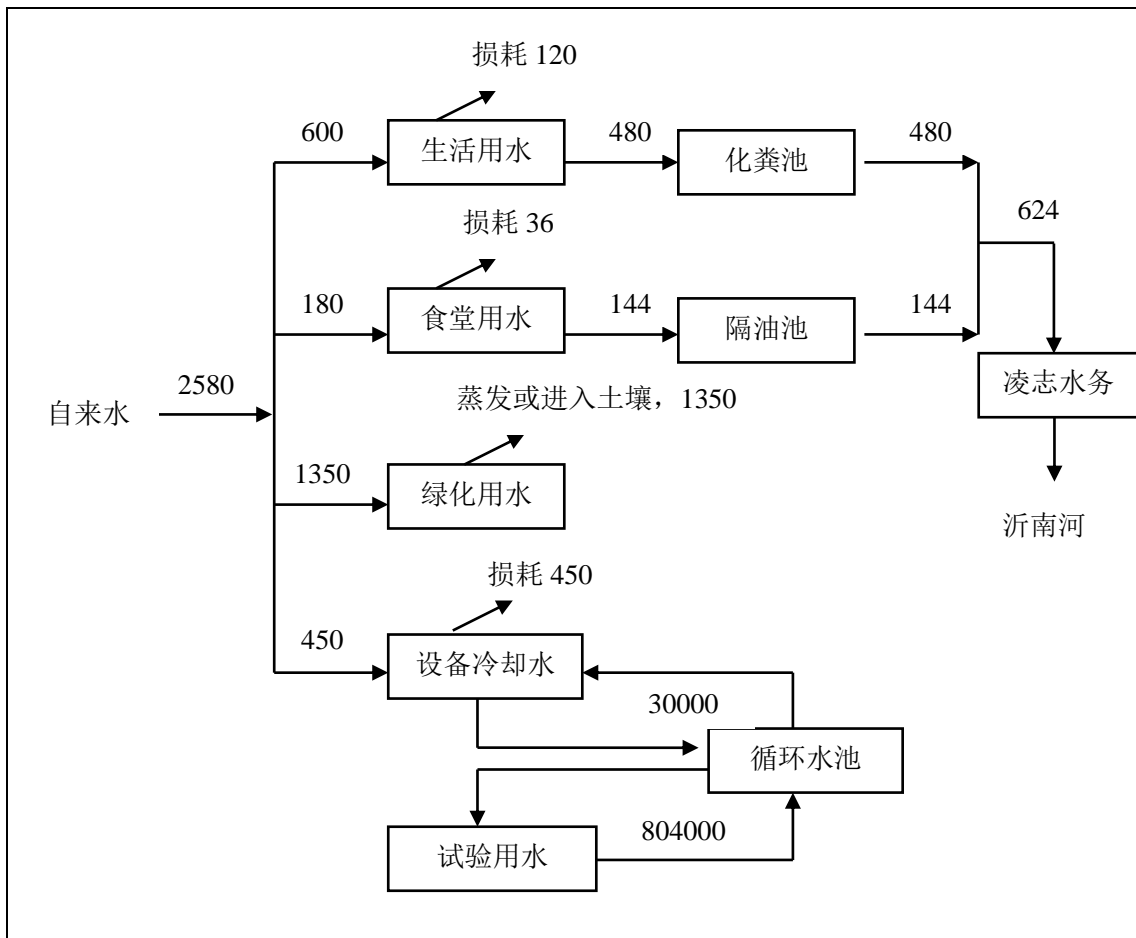 损耗 120
600
生活用水
480
化粪池
480
624
损耗 36
180
食堂用水
144
隔油池
144
凌志水务
自来水
2580
蒸发或进入土壤，1350
1350
绿化用水
沂南河
损耗 450
450
设备冷却水
30000
循环水池
804000
试验用水